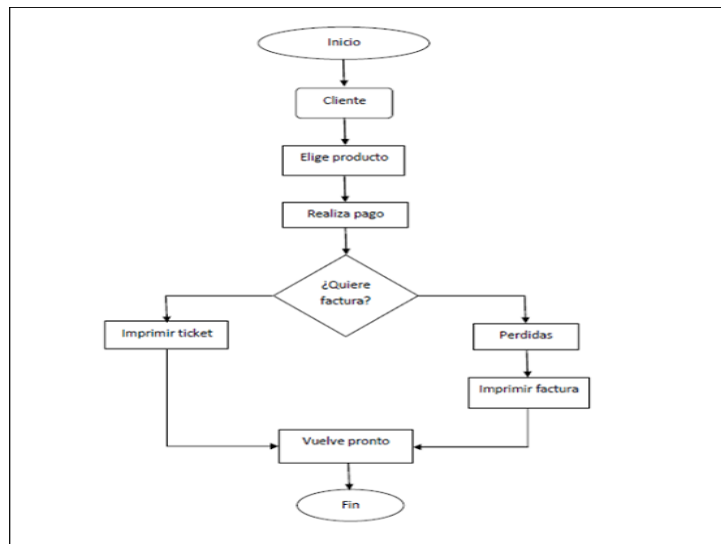 Inicio
Cliente
Elige producto
Realiza pago
¿Quiere
factura?
Imprimir ticket
Perdidas
Imprimir factura
Vuelve pronto
Fin